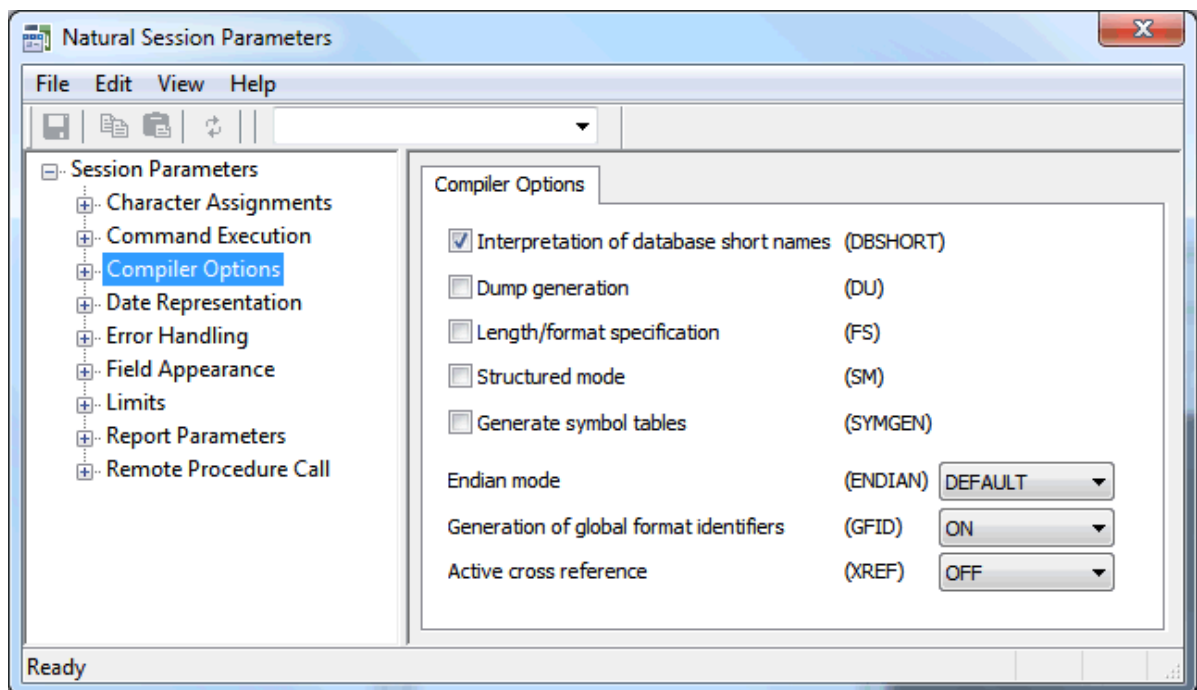 Natural Session Parameters
File Edit View Help
Session Parameters
Character Assignments
Command Execution
Compiler Options
Date Representation
Error Handling
Field Appearance
Limits
Report Parameters
Remote Procedure Call
Compiler Options
Interpretation of database short names (DBSHORT)
Dump generation (DU)
Length/format specification (FS)
Structured mode (SM)
Generate symbol tables (SYMGEN)
Endian mode (ENDIAN) DEFAULT
Generation of global format identifiers (GFID) ON
Active cross reference (XREF) OFF
Ready